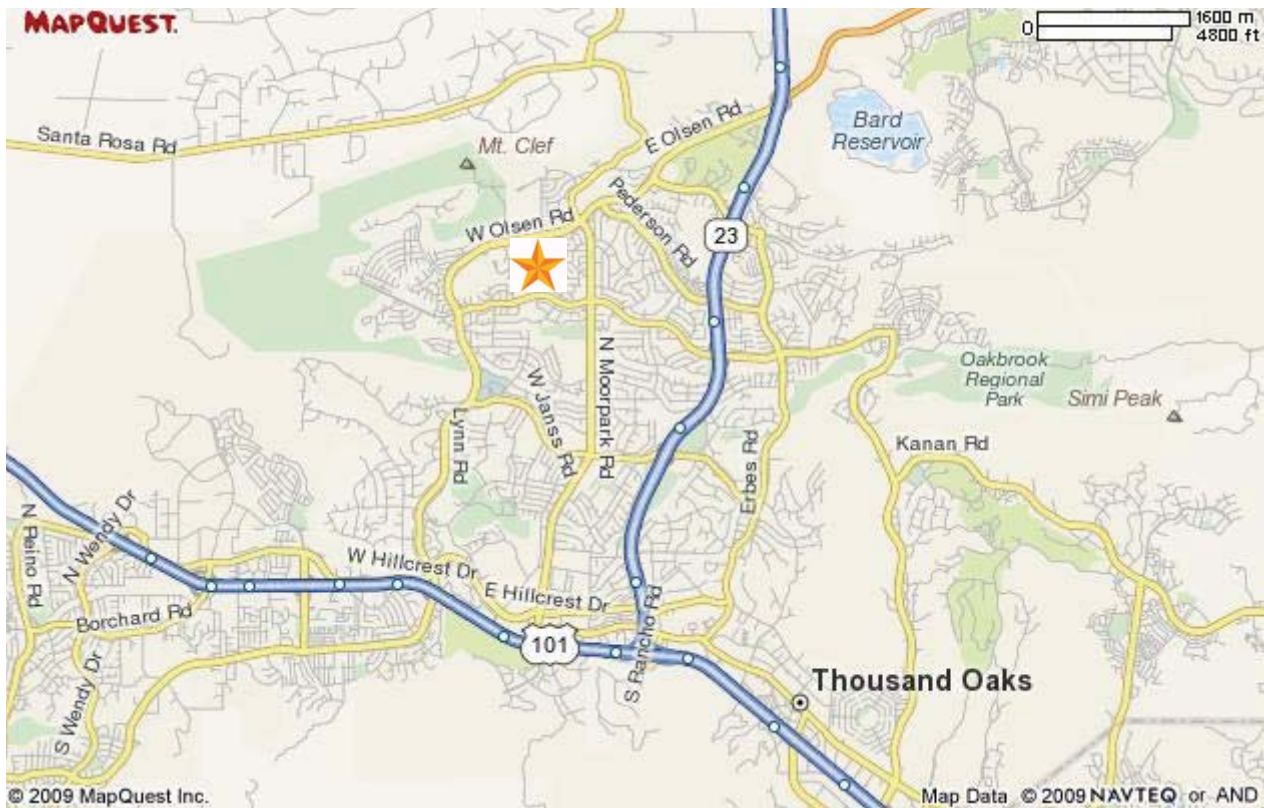 MAPQUEST.
0
1600 m
4800 ft
Santa Rosa Rd
Mt. Clef
E Olsen Rd
Bard
Reservoir
W Olsen Rd
Pederson Rd
23
N Moorpark Rd
W Janss Rd
Lynn Rd
Oakbrook
Regional
Park
Simi Peak
Kanan Rd
Erbes Rd
N Reino Rd
N Wendy Dr
W Hillcrest Dr
E Hillcrest Dr
Borchard Rd
101
S Rancho Rd
S Wendy Dr
Thousand Oaks
© 2009 MapQuest Inc.
Map Data © 2009 NAVTEQ or AND